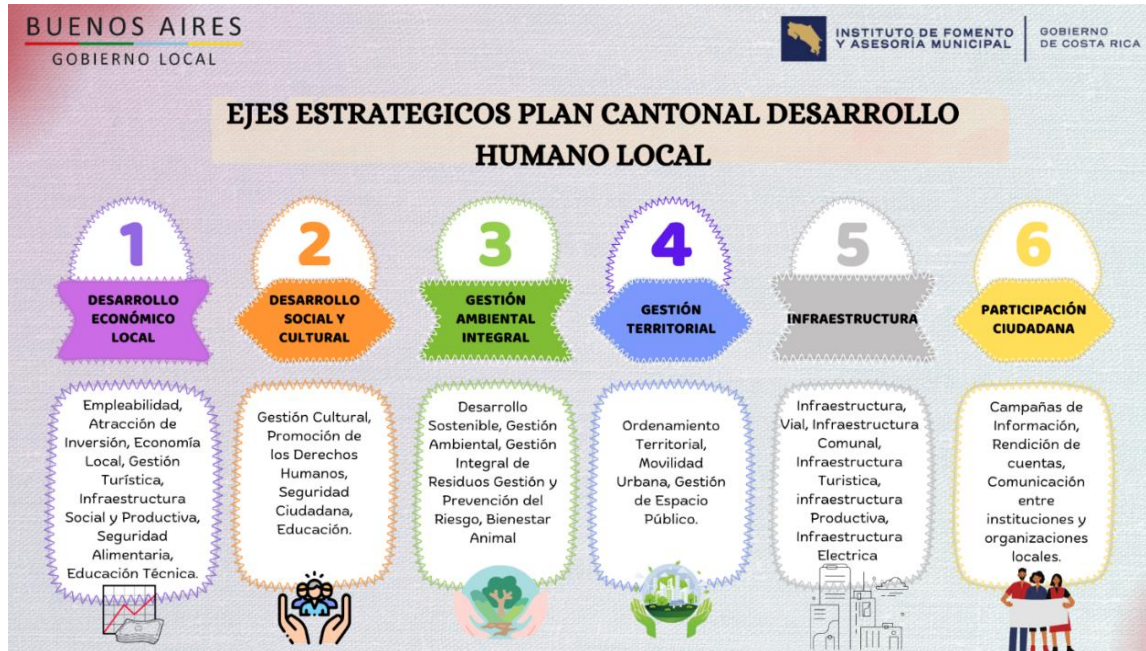 BUENOS AIRES
GOBIERNO LOCAL
INSTITUTO DE FOMENTO
Y ASESORÍA MUNICIPAL
GOBIERNO
DE COSTA RICA
EJES ESTRATEGICOS PLAN CANTONAL DESARROLLO
HUMANO LOCAL
1
DESARROLLO
ECONÓMICO
LOCAL
Empleabilidad,
Atracción de
Inversión, Economía
Local, Gestión
Turística,
Infraestructura
Social y Productiva,
Seguridad
Alimentaria,
Educación Técnica.
2
DESARROLLO
SOCIAL Y
CULTURAL
Gestión Cultural,
Promoción de
los Derechos
Humanos,
Seguridad
Ciudadana,
Educación.
3
GESTIÓN
AMBIENTAL
INTEGRAL
Desarrollo
Sostenible, Gestión
Ambiental, Gestión
Integral de
Residuos Gestión y
Prevención del
Riesgo, Bienestar
Animal
4
GESTIÓN
TERRITORIAL
Ordenamiento
Territorial,
Movilidad
Urbana, Gestión
de Espacio
Público.
5
INFRAESTRUCTURA
Infraestructura,
Vial, Infraestructura
Comunal,
Infraestructura
Turistica,
infraestructura
Productiva,
Infraestructura
Electrica
6
PARTICIPACIÓN
CIUDADANA
Campañas de
Información,
Rendición de
cuentas,
Comunicación
entre
instituciones y
organizaciones
locales.